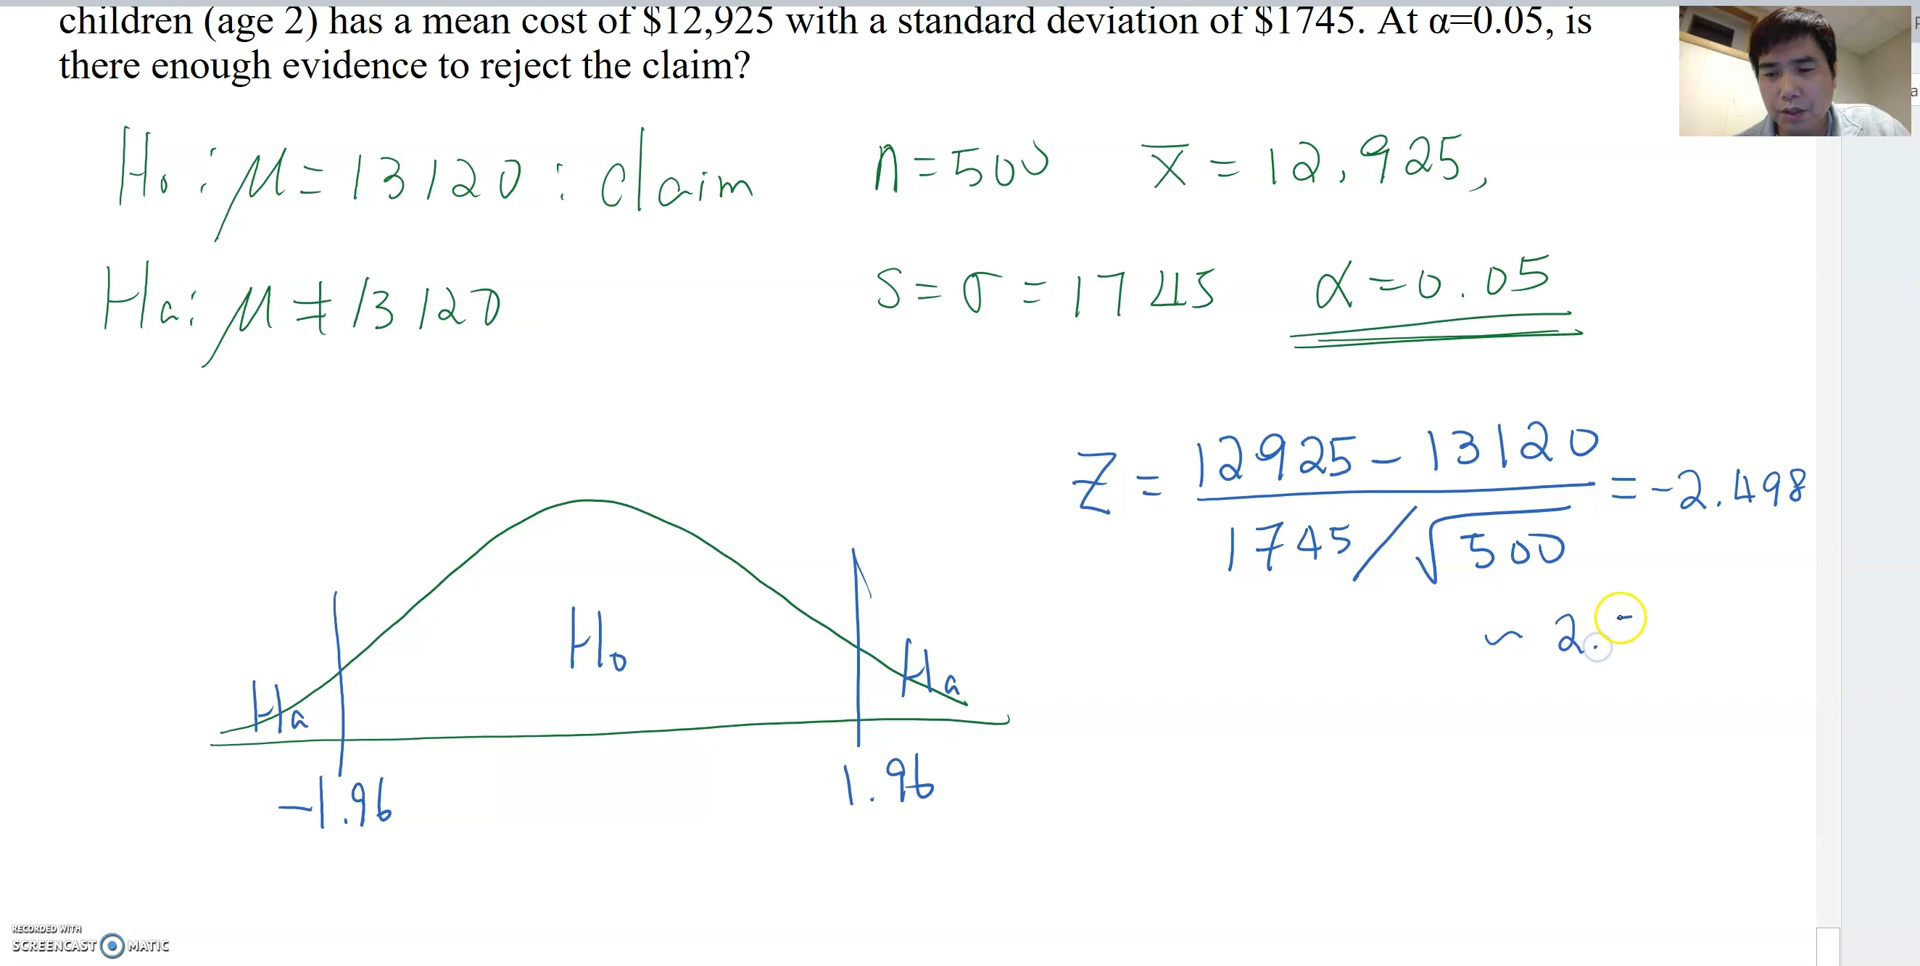 children (age 2) has a mean cost of $12,925 with a standard deviation of $1745. At α=0.05, is
there enough evidence to reject the claim?
H₀: μ = 13120 : claim
n = 500 x̄ = 12,925,
Ha: μ ≠ 13120
s = σ = 1745 α = 0.05
Z = (12925 - 13120) / (1745/√500) = -2.498
~ 2.
H₀
Ha
Ha
-1.96
1.96
RECORDED WITH
SCREENCAST MATIC